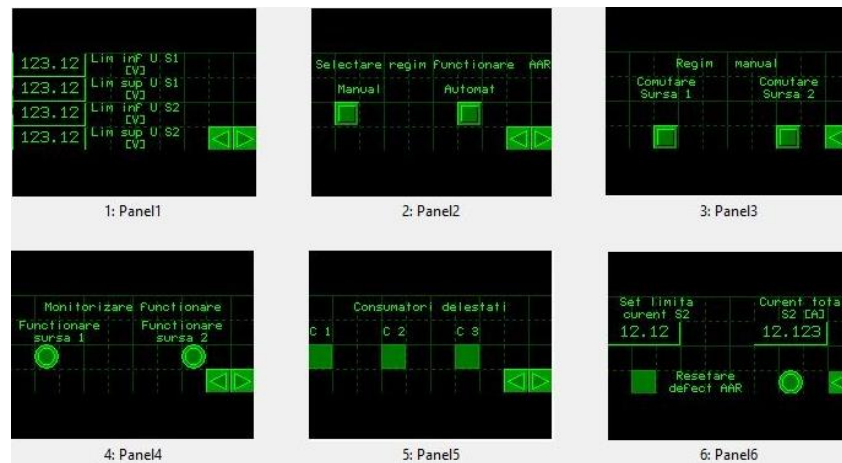 123.12 Lim inf U S1
[V]
123.12 Lim sup U S1
[V]
123.12 Lim inf U S2
[V]
123.12 Lim sup U S2
[V]
1: Panel1
Selectare regim functionare AAR
Manual Automat
2: Panel2
Regim manual
Comutare Comutare
Sursa 1 Sursa 2
3: Panel3
Monitorizare functionare
Functionare Functionare
sursa 1 sursa 2
4: Panel4
Consumatori delestati
C 1 C 2 C 3
5: Panel5
Set limita Curent tota
curent S2 S2 [A]
12.12 12.123
Resetare
defect AAR
6: Panel6